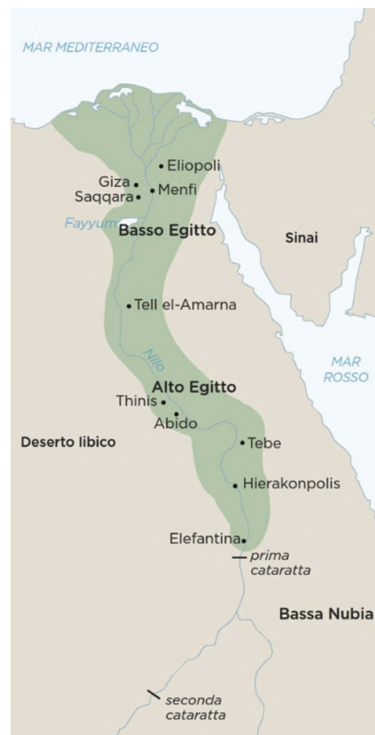 MAR MEDITERRANEO
Eliopoli
Giza
Menfi
Saqqara
Fayyum
Basso Egitto
Sinai
Tell el-Amarna
Nilo
MAR
ROSSO
Alto Egitto
Thinis
Abido
Deserto libico
Tebe
Hierakonpolis
Elefantina
prima
cataratta
Bassa Nubia
seconda
cataratta